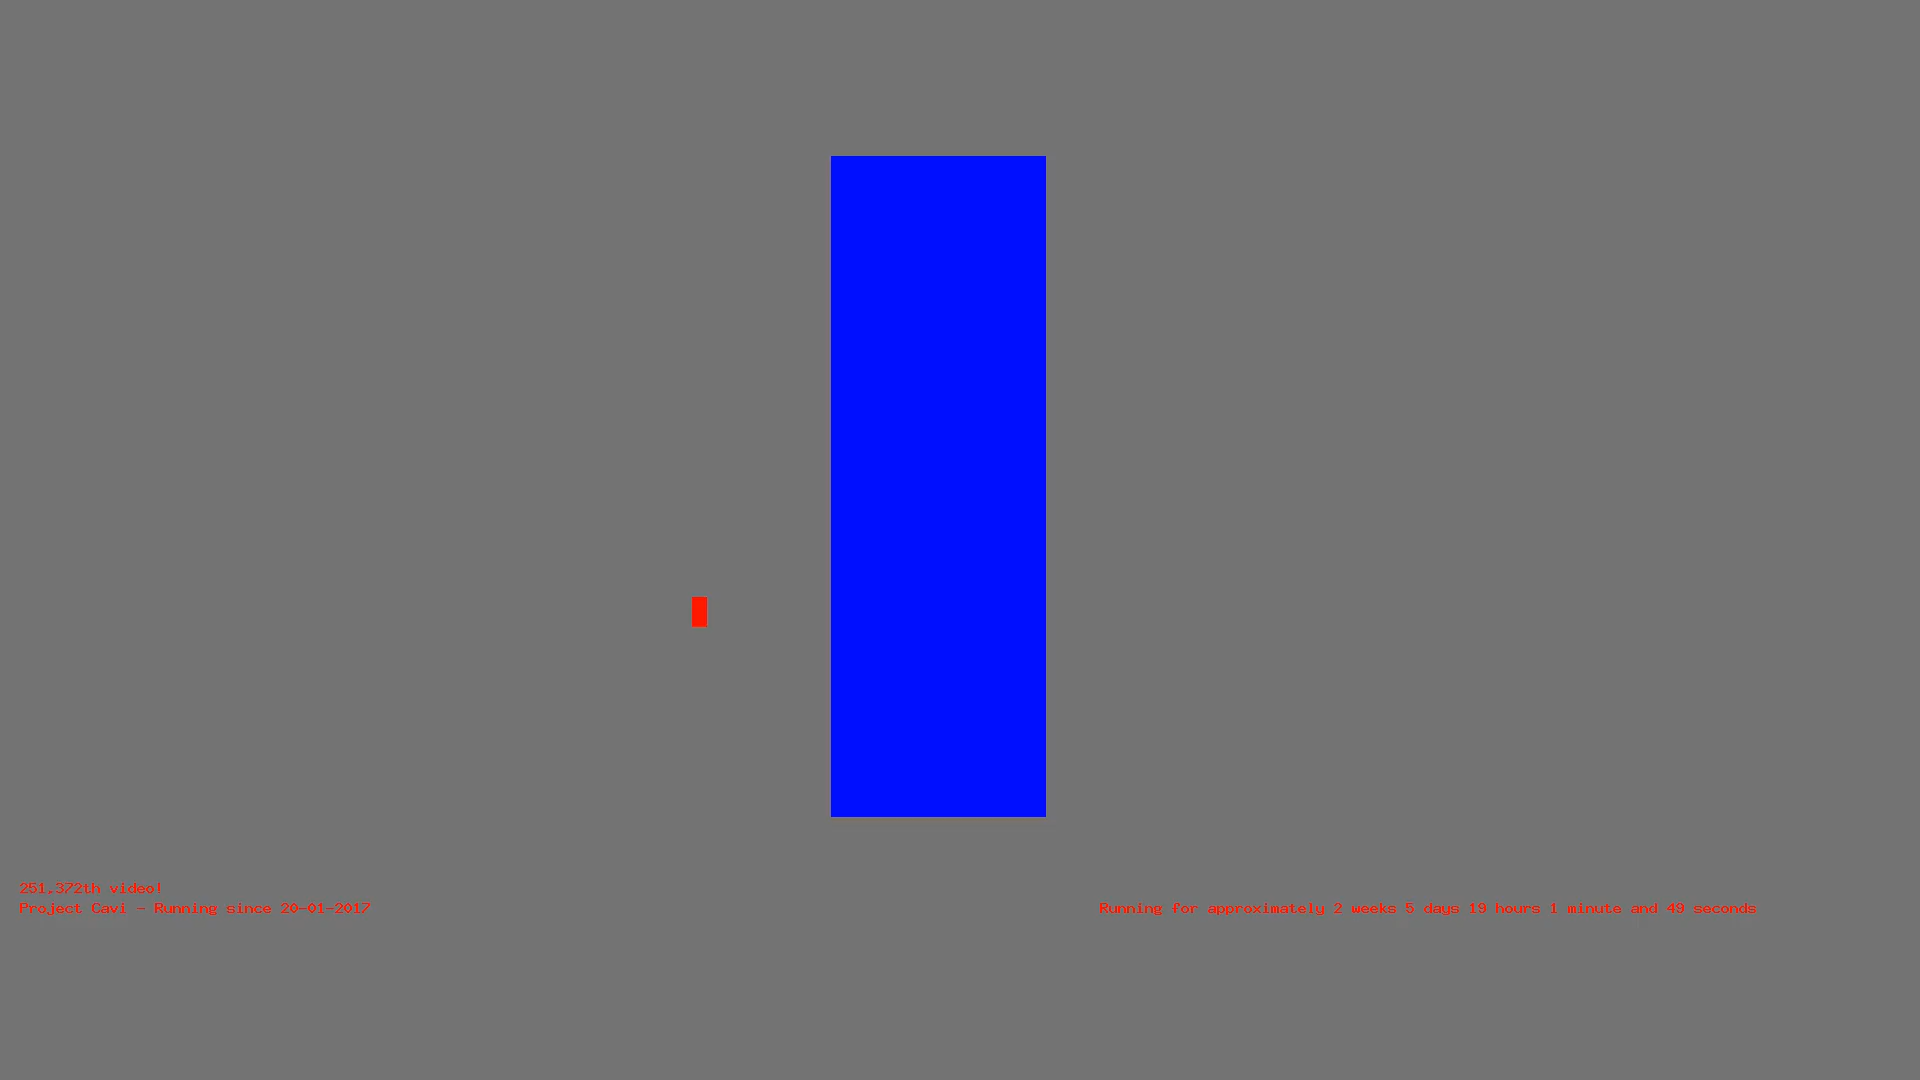 251.372th video!
Project Cavi - Running since 20-01-2017
Running for approximately 2 weeks 5 days 19 hours 1 minute and 49 seconds